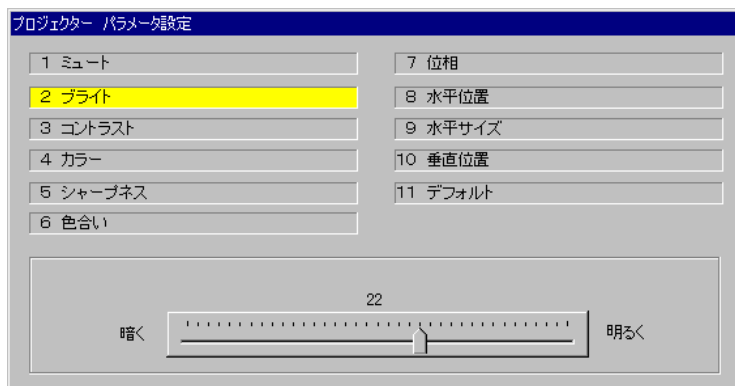 プロジェクター パラメータ設定
1 ミュート
2 ブライト
3 コントラスト
4 カラー
5 シャープネス
6 色合い
7 位相
8 水平位置
9 水平サイズ
10 垂直位置
11 デフォルト
22
暗く
明るく